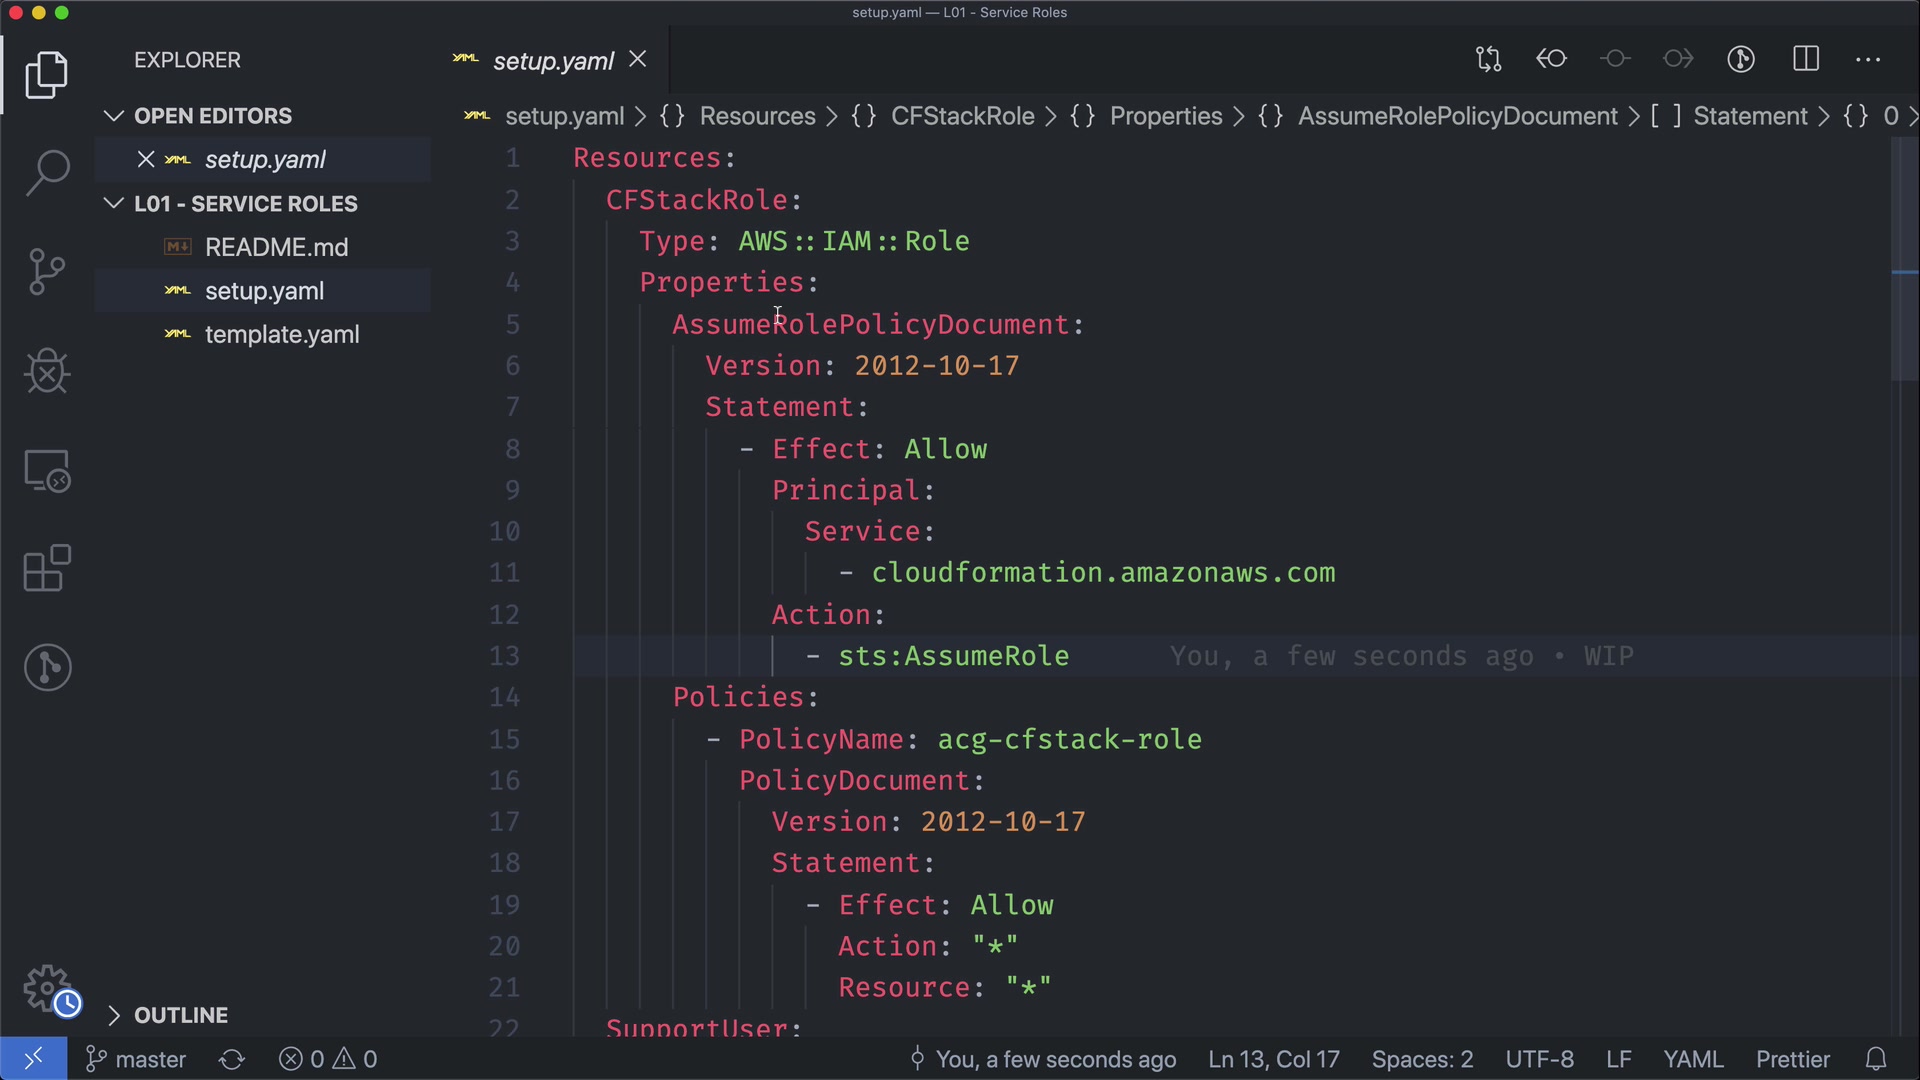 setup.yaml — L01 - Service Roles
EXPLORER
OPEN EDITORS
setup.yaml
L01 - SERVICE ROLES
README.md
setup.yaml
template.yaml
OUTLINE
setup.yaml
setup.yaml > {} Resources > {} CFStackRole > {} Properties > {} AssumeRolePolicyDocument > [ ] Statement > {} 0 >
1 Resources:
2 CFStackRole:
3 Type: AWS::IAM::Role
4 Properties:
5 AssumeRolePolicyDocument:
6 Version: 2012-10-17
7 Statement:
8 - Effect: Allow
9 Principal:
10 Service:
11 - cloudformation.amazonaws.com
12 Action:
13 - sts:AssumeRole You, a few seconds ago • WIP
14 Policies:
15 - PolicyName: acg-cfstack-role
16 PolicyDocument:
17 Version: 2012-10-17
18 Statement:
19 - Effect: Allow
20 Action: "*"
21 Resource: "*"
22 SupportUser:
master 0 0 You, a few seconds ago Ln 13, Col 17 Spaces: 2 UTF-8 LF YAML Prettier